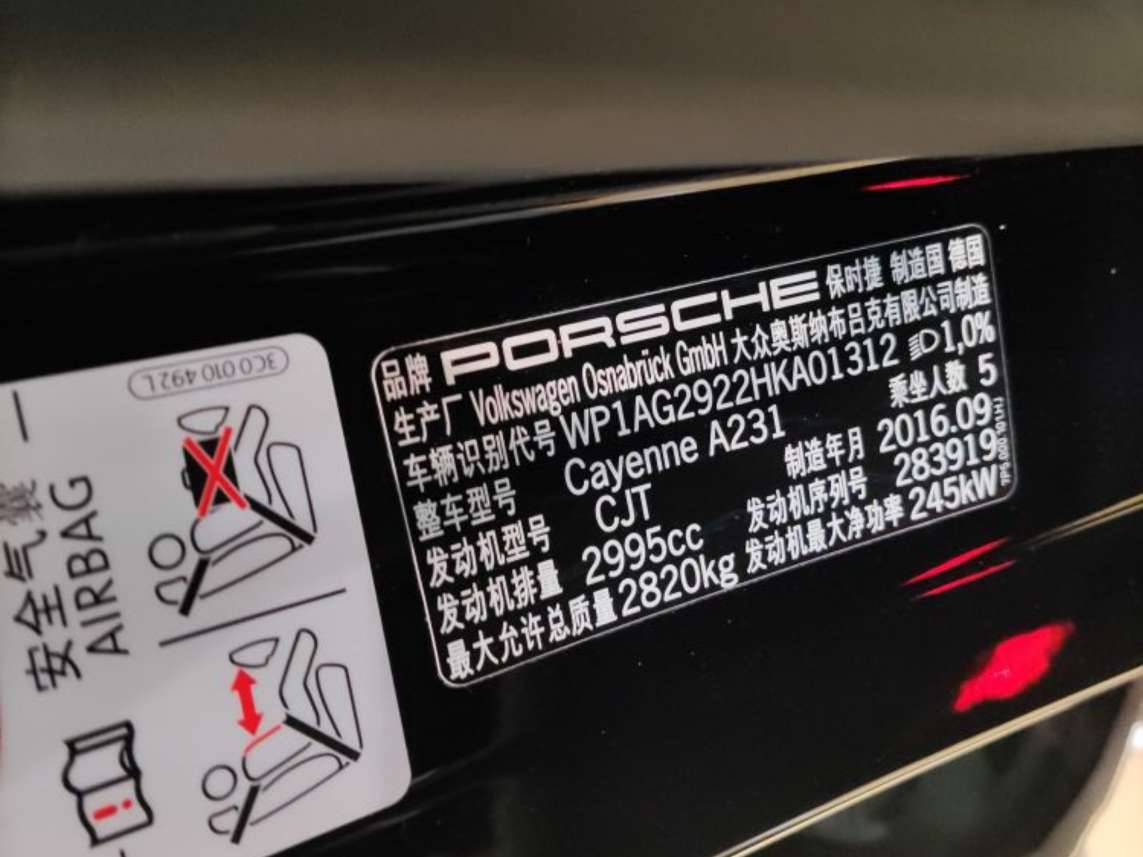 品牌 PORSCHE 保时捷 制造国 德国
生产厂 Volkswagen Osnabrück GmbH 大众奥斯纳布吕克有限公司制造
车辆识别代号 WP1AG2922HKA01312 1,0%
整车型号 Cayenne A231 乘坐人数 5
发动机型号 CJT 制造年月 2016.09
发动机排量 2995cc 发动机序列号 283919
最大允许总质量 2820kg 发动机最大净功率 245kW
3C0 010 492 L
安全气囊
AIRBAG